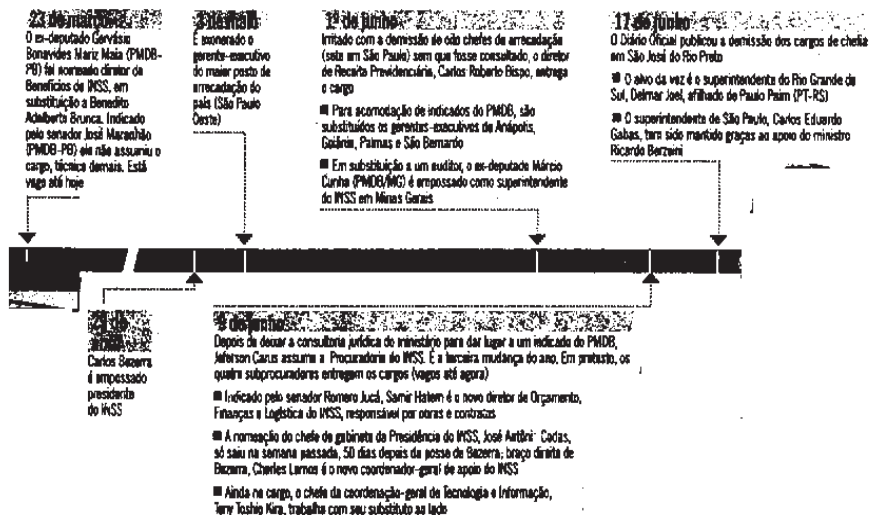 23 de março
O ex-deputado Gervásio
Bonavides Mariz Maia (PMDB-
PB) foi nomeado diretor de
Benefícios do INSS, em
substituição a Benedito
Adalberto Brunca. Indicado
pelo senador José Maranhão
(PMDB-PB) ele não assumiu o
cargo, técnico demais. Está
vago até hoje
3 de maio
É exonerado o
gerente-executivo
do maior posto de
arrecadação do
país (São Paulo
Oeste)
1º de junho
Irritado com a demissão de oito chefes de arrecadação
(sete em São Paulo) sem que fosse consultado, o diretor
de Receita Previdenciária, Carlos Roberto Bispo, entrega
o cargo
■ Para acomodação de indicados do PMDB, são
substituídos os gerentes-executivos de Anápolis,
Goiânia, Palmas e São Bernardo
■ Em substituição a um auditor, o ex-deputado Márcio
Cunha (PMDB/MG) é empossado como superintendente
do INSS em Minas Gerais
17 de junho
O Diário Oficial publicou a demissão dos cargos de chefia
em São José do Rio Preto
■ O alvo da vez é o superintendente do Rio Grande do
Sul, Delmar Joel, afilhado de Paulo Paim (PT-RS)
■ O superintendente de São Paulo, Carlos Eduardo
Gabas, tem sido mantido graças ao apoio do ministro
Ricardo Berzoini
de
Carlos Bezerra
é empossado
presidente
do INSS
de junho
Depois de deixar a consultoria jurídica do ministério para dar lugar a um indicado do PMDB,
Jeferson Carus assume a Procuradoria do INSS. É a terceira mudança do ano. Em protesto, os
quatro subprocuradores entregam os cargos (vagos até agora)
■ Indicado pelo senador Romero Jucá, Samir Hatem é o novo diretor de Orçamento,
Finanças e Logística do INSS, responsável por obras e contratos
■ A nomeação do chefe de gabinete da Presidência do INSS, José Antôni Cadas,
só saiu na semana passada, 50 dias depois da posse de Bezerra; braço direito de
Bezerra, Charles Lemos é o novo coordenador-geral de apoio do INSS
■ Ainda no cargo, o chefe da coordenação-geral de Tecnologia e Informação,
Tony Toshio Kira, trabalha com seu substituto ao lado